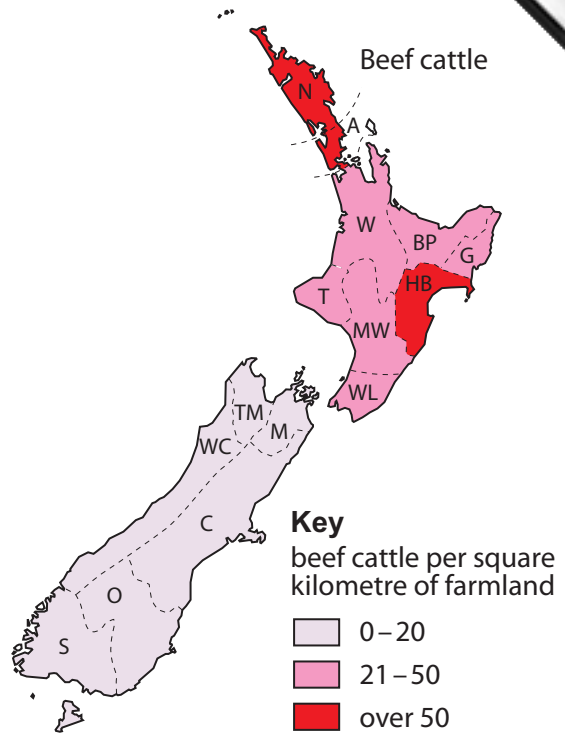 Beef cattle
N
A
W
BP
G
HB
T
MW
WL
TM
M
WC
C
O
S
Key
beef cattle per square
kilometre of farmland
0–20
21–50
over 50